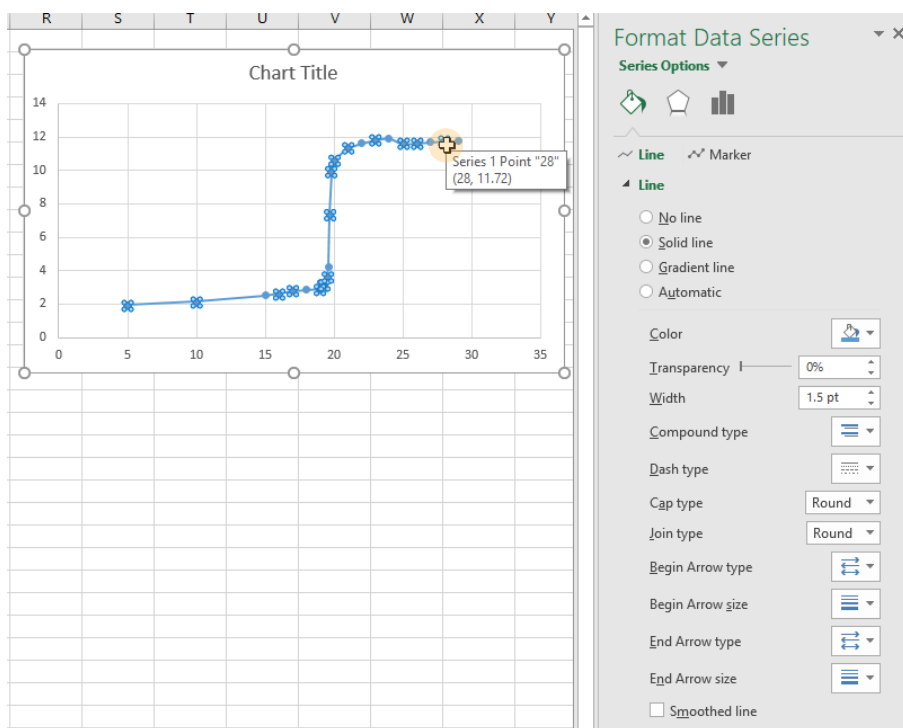 R S T U V W X Y
Chart Title
14
12
10
8
6
4
2
0
0 5 10 15 20 25 30 35
Series 1 Point "28"
(28, 11.72)
Format Data Series
Series Options
Line Marker
Line
No line
Solid line
Gradient line
Automatic
Color
Transparency 0%
Width 1.5 pt
Compound type
Dash type
Cap type Round
Join type Round
Begin Arrow type
Begin Arrow size
End Arrow type
End Arrow size
Smoothed line